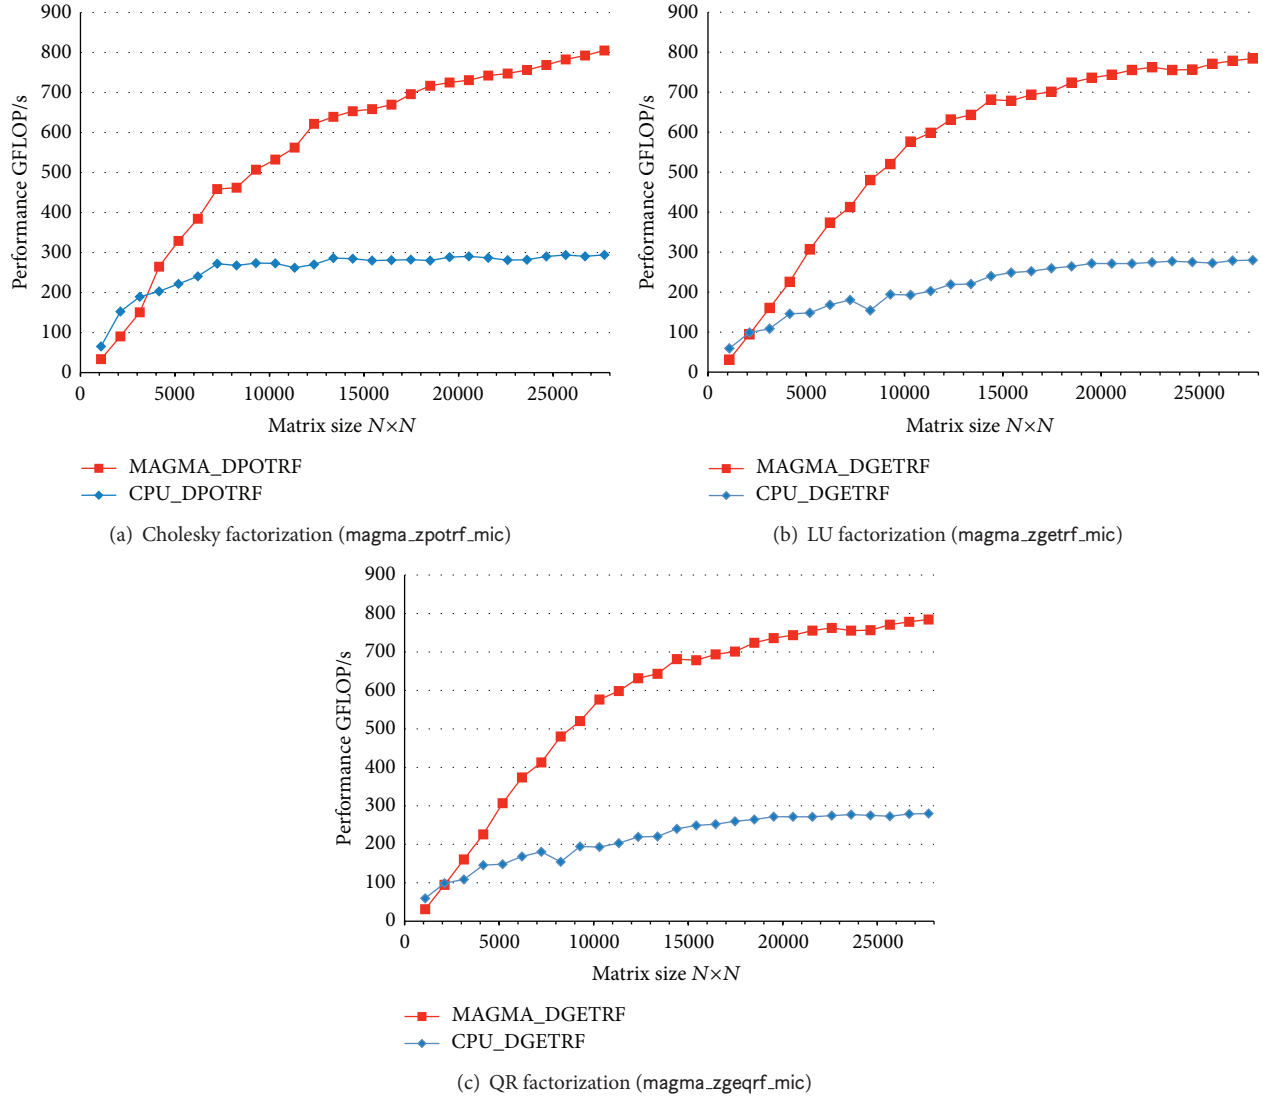 900
800
700
600
500
400
300
200
100
0
Performance GFLOP/s
0 5000 10000 15000 20000 25000
Matrix size N×N
MAGMA_DPOTRF
CPU_DPOTRF
(a) Cholesky factorization (magma_zpotrf_mic)
900
800
700
600
500
400
300
200
100
0
Performance GFLOP/s
0 5000 10000 15000 20000 25000
Matrix size N×N
MAGMA_DGETRF
CPU_DGETRF
(b) LU factorization (magma_zgetrf_mic)
900
800
700
600
500
400
300
200
100
0
Performance GFLOP/s
0 5000 10000 15000 20000 25000
Matrix size N×N
MAGMA_DGETRF
CPU_DGETRF
(c) QR factorization (magma_zgeqrf_mic)